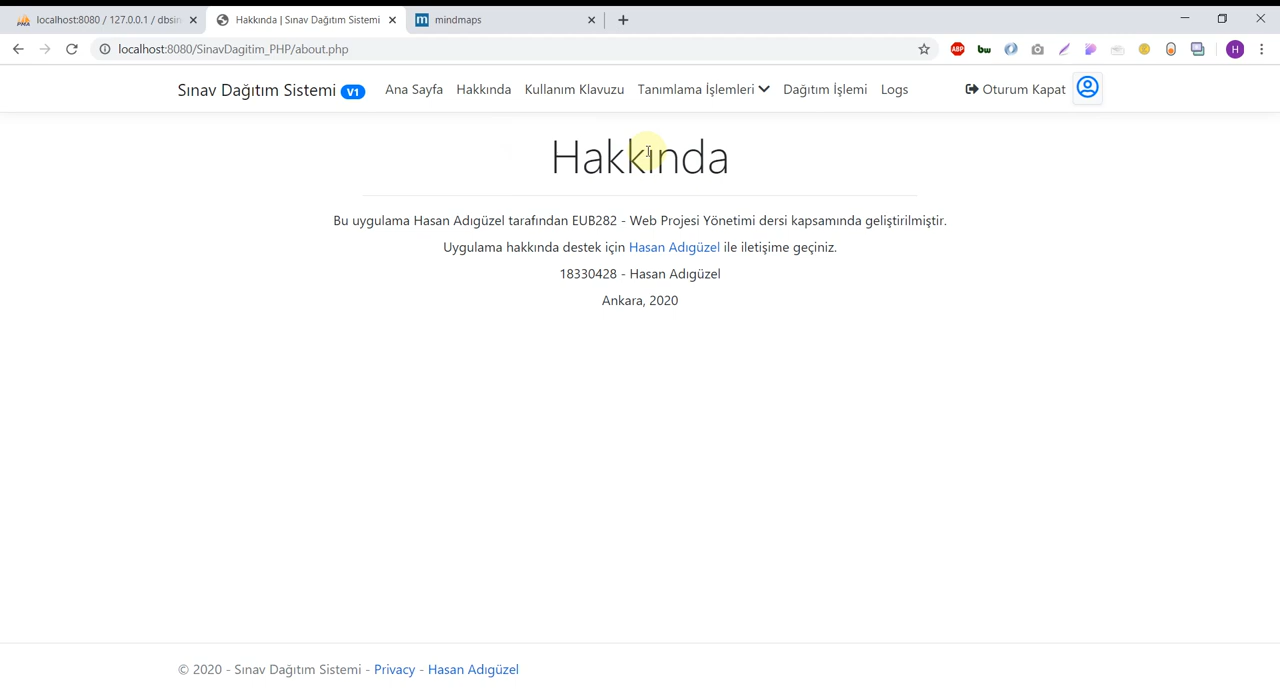 localhost:8080 / 127.0.0.1 / dbsin
Hakkında | Sınav Dağıtım Sistemi
mindmaps
localhost:8080/SinavDagitim_PHP/about.php
ABP
bw
H
Sınav Dağıtım Sistemi V1
Ana Sayfa
Hakkında
Kullanım Klavuzu
Tanımlama İşlemleri
Dağıtım İşlemi
Logs
Oturum Kapat
Hakkında
Bu uygulama Hasan Adıgüzel tarafından EUB282 - Web Projesi Yönetimi dersi kapsamında geliştirilmiştir.
Uygulama hakkında destek için Hasan Adıgüzel ile iletişime geçiniz.
18330428 - Hasan Adıgüzel
Ankara, 2020
© 2020 - Sınav Dağıtım Sistemi - Privacy - Hasan Adıgüzel